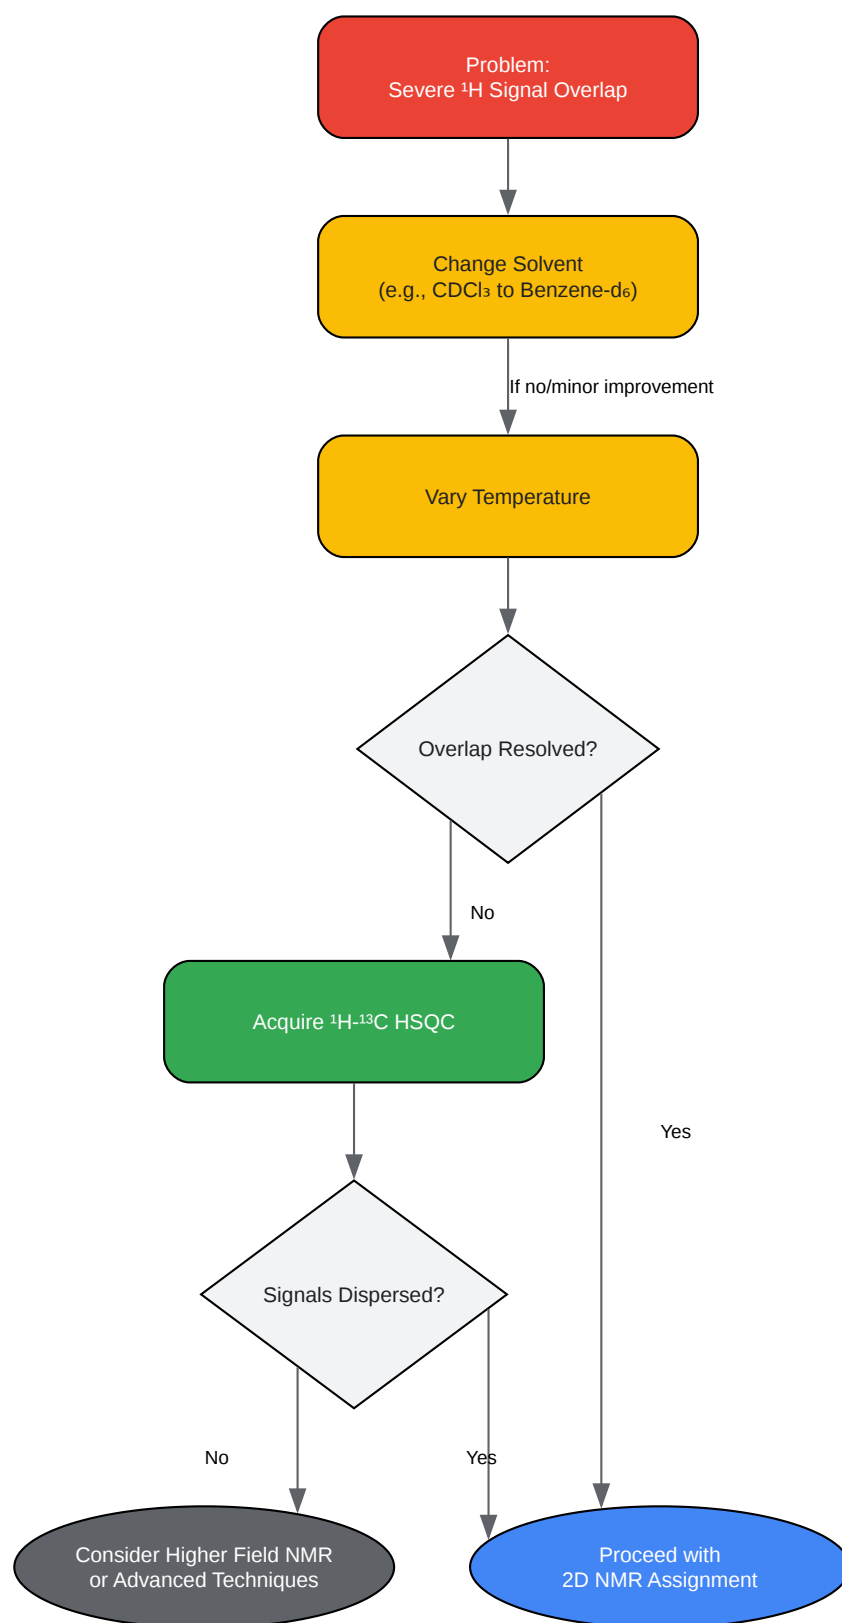 Problem:
Severe ¹H Signal Overlap
Change Solvent
(e.g., CDCl₃ to Benzene-d₆)
If no/minor improvement
Vary Temperature
Overlap Resolved?
No
Acquire ¹H-¹³C HSQC
Yes
Signals Dispersed?
No
Yes
Consider Higher Field NMR
or Advanced Techniques
Proceed with
2D NMR Assignment